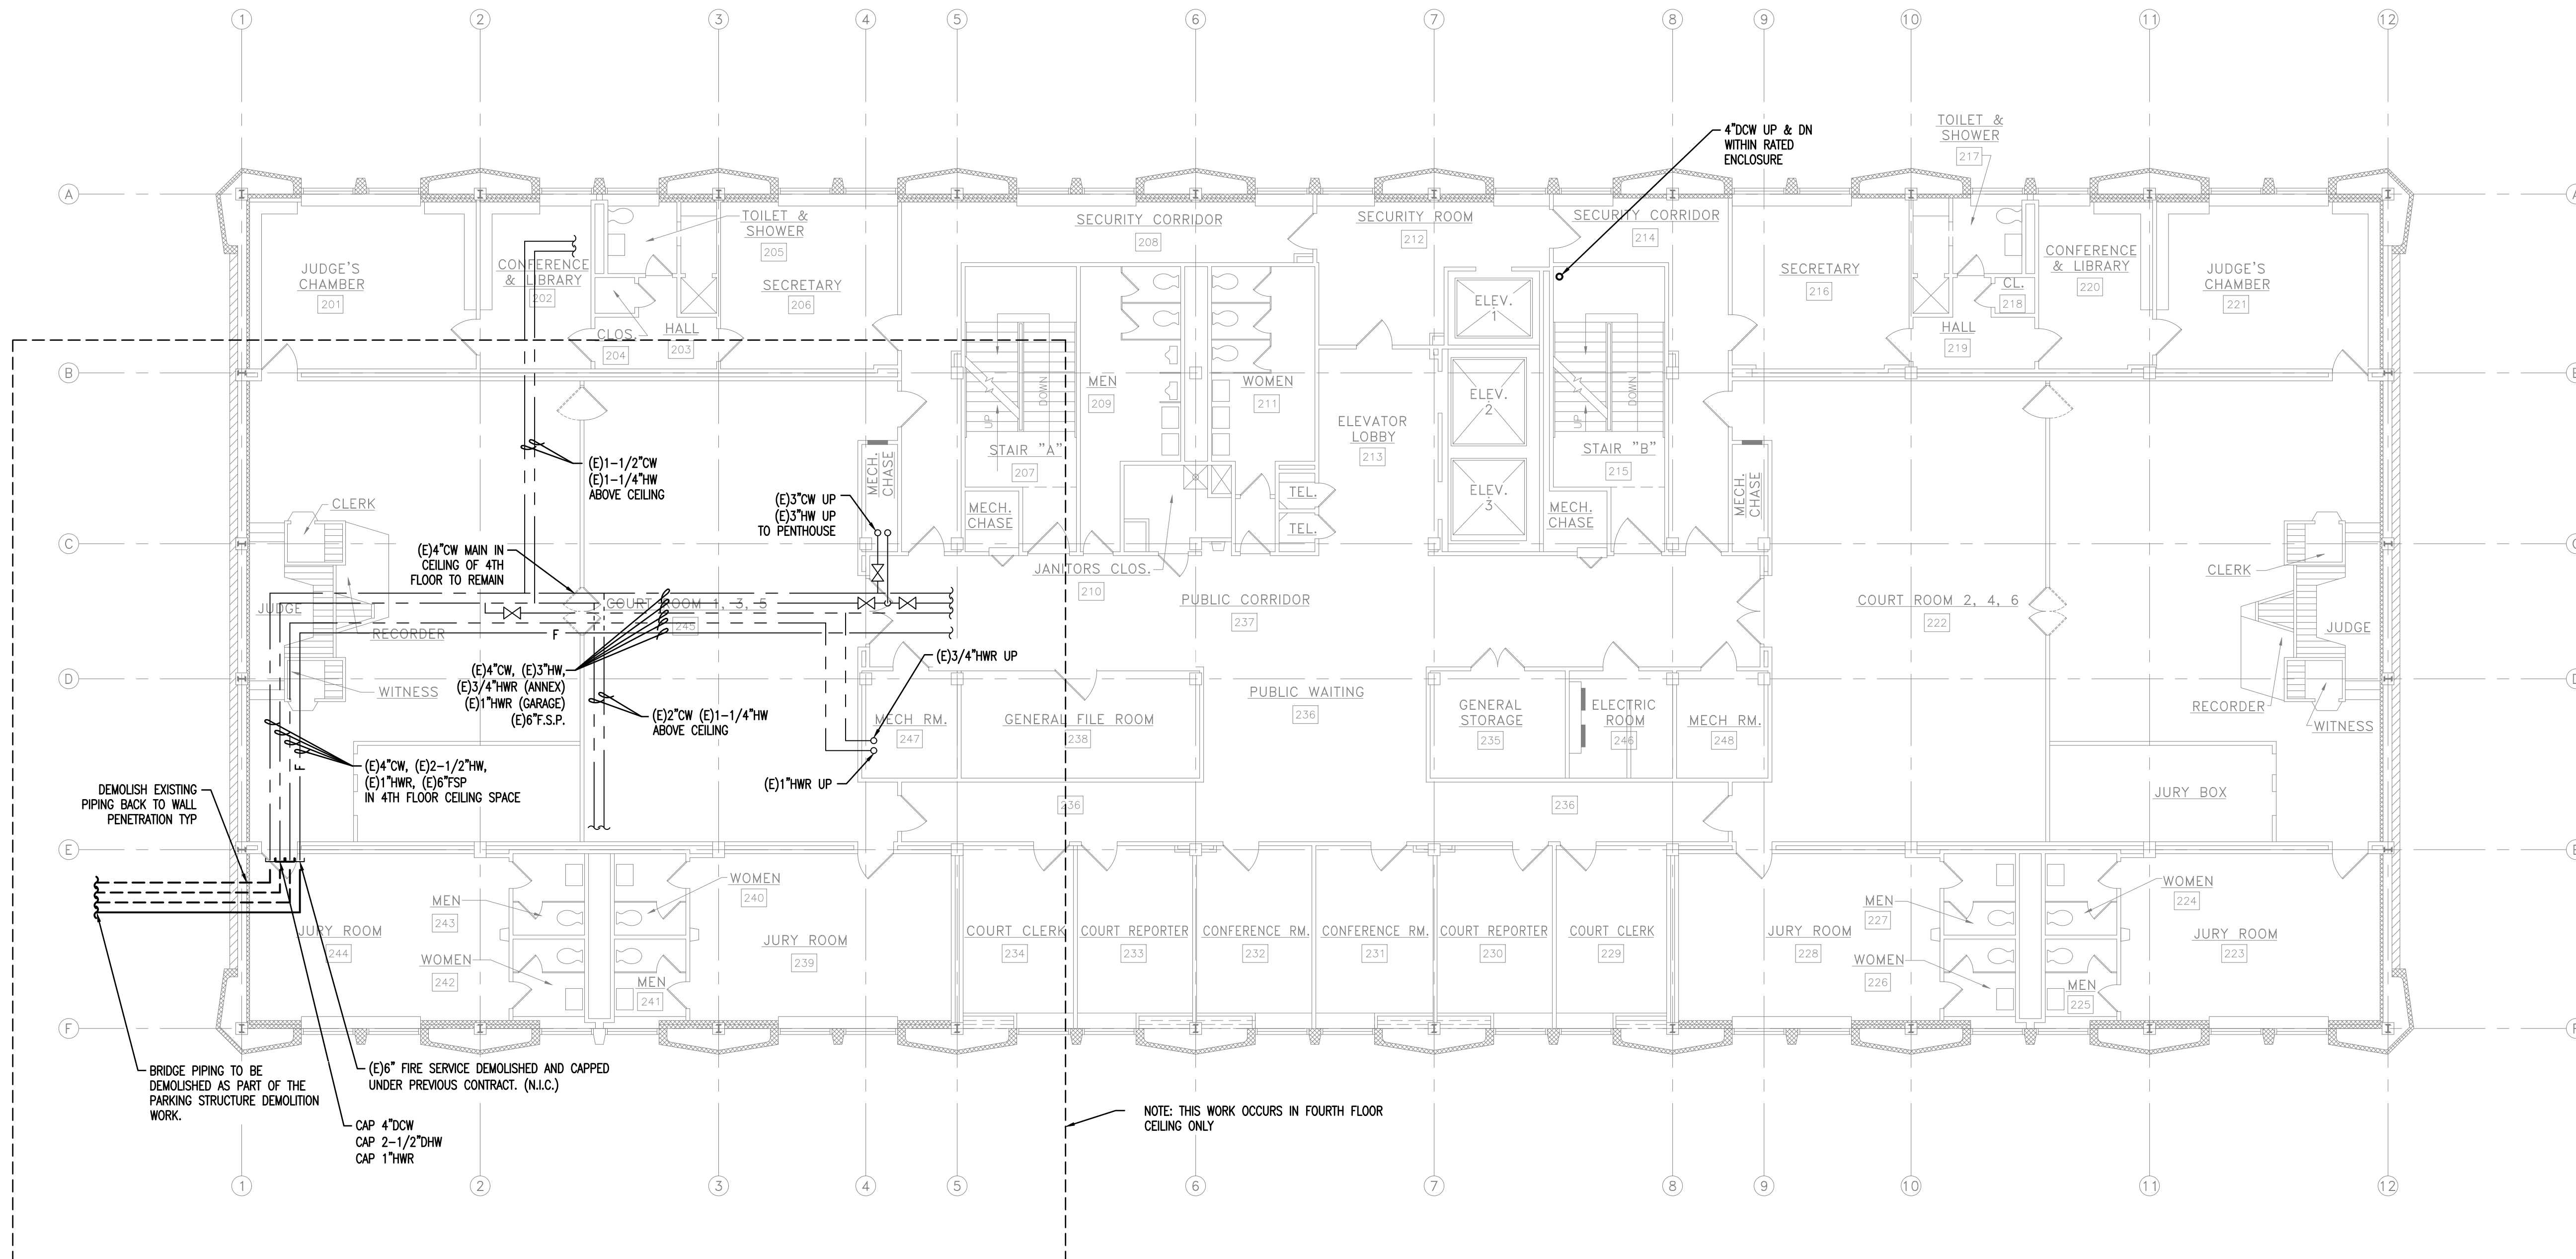 1
2
3
4
5
6
7
8
9
10
11
12
4"DCW UP & DN
WITHIN RATED
ENCLOSURE
TOILET &
SHOWER
217
A
A
TOILET &
SHOWER
205
SECURITY CORRIDOR
208
SECURITY ROOM
212
SECURITY CORRIDOR
214
JUDGE'S
CHAMBER
201
CONFERENCE
& LIBRARY
202
SECRETARY
206
SECRETARY
216
CONFERENCE
& LIBRARY
220
JUDGE'S
CHAMBER
221
CL.
218
CLOS.
204
HALL
203
HALL
219
ELEV.
1
ELEV.
2
ELEV.
3
B
B
MEN
209
WOMEN
211
DOWN
UP
DOWN
UP
ELEVATOR
LOBBY
213
STAIR "A"
207
STAIR "B"
215
MECH.
CHASE
MECH.
CHASE
MECH.
CHASE
MECH.
CHASE
TEL.
TEL.
(E)1-1/2"CW
(E)1-1/4"HW
ABOVE CEILING
(E)3"CW UP
(E)3"HW UP
TO PENTHOUSE
CLERK
C
C
(E)4"CW MAIN IN
CEILING OF 4TH
FLOOR TO REMAIN
JANITORS CLOS.
210
CLERK
JUDGE
COURT ROOM 1, 3, 5
245
PUBLIC CORRIDOR
237
COURT ROOM 2, 4, 6
222
JUDGE
RECORDER
F
(E)3/4"HWR UP
(E)4"CW, (E)3"HW,
(E)3/4"HWR (ANNEX)
(E)1"HWR (GARAGE)
(E)6"F.S.P.
D
D
WITNESS
(E)2"CW (E)1-1/4"HW
ABOVE CEILING
MECH RM.
247
GENERAL FILE ROOM
238
PUBLIC WAITING
236
GENERAL
STORAGE
235
ELECTRIC
ROOM
246
MECH RM.
248
RECORDER
WITNESS
F
(E)4"CW, (E)2-1/2"HW,
(E)1"HWR, (E)6"FSP
IN 4TH FLOOR CEILING SPACE
(E)1"HWR UP
DEMOLISH EXISTING
PIPING BACK TO WALL
PENETRATION TYP
236
236
JURY BOX
E
E
WOMEN
240
MEN
243
JURY ROOM
244
WOMEN
242
MEN
241
JURY ROOM
239
COURT CLERK
234
COURT REPORTER
233
CONFERENCE RM.
232
CONFERENCE RM.
231
COURT REPORTER
230
COURT CLERK
229
JURY ROOM
228
MEN
227
WOMEN
226
WOMEN
224
MEN
225
JURY ROOM
223
F
F
BRIDGE PIPING TO BE
DEMOLISHED AS PART OF THE
PARKING STRUCTURE DEMOLITION
WORK.
(E)6" FIRE SERVICE DEMOLISHED AND CAPPED
UNDER PREVIOUS CONTRACT. (N.I.C.)
CAP 4"DCW
CAP 2-1/2"DHW
CAP 1"HWR
NOTE: THIS WORK OCCURS IN FOURTH FLOOR
CEILING ONLY
1
2
3
4
5
6
7
8
9
10
11
12